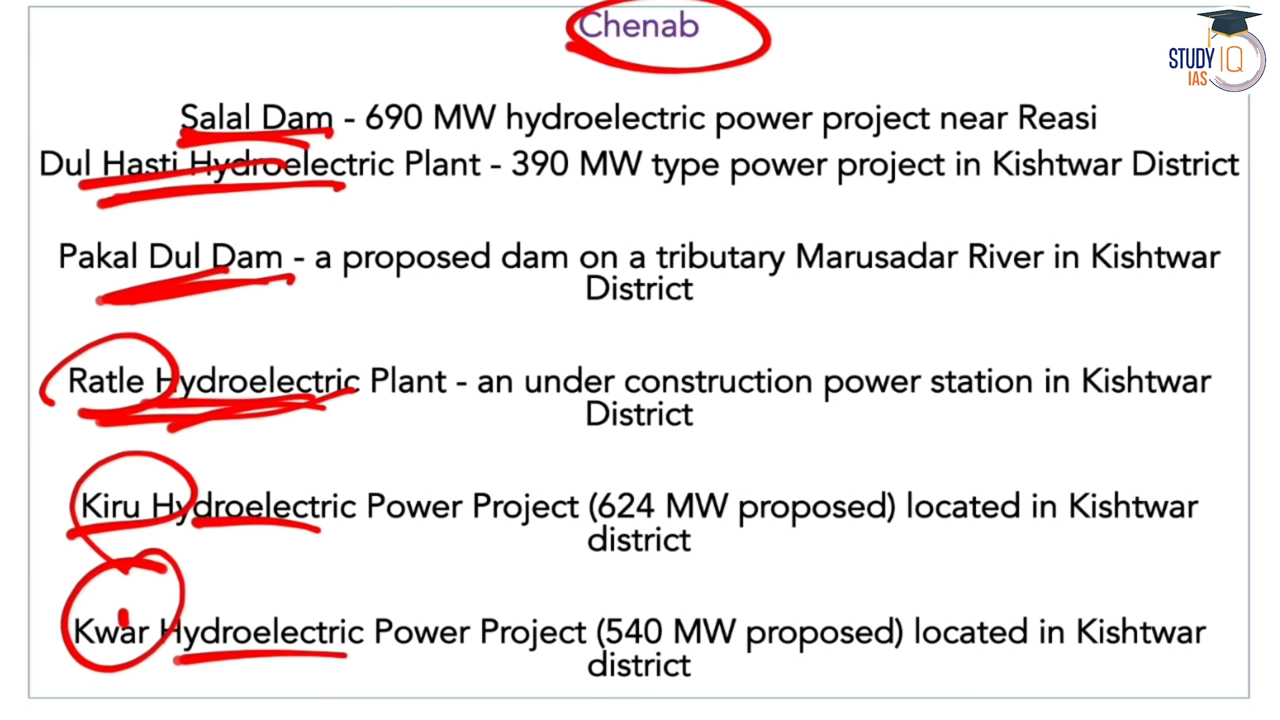 Chenab
STUDY IQ
IAS
Salal Dam - 690 MW hydroelectric power project near Reasi
Dul Hasti Hydroelectric Plant - 390 MW type power project in Kishtwar District
Pakal Dul Dam - a proposed dam on a tributary Marusadar River in Kishtwar
District
Ratle Hydroelectric Plant - an under construction power station in Kishtwar
District
Kiru Hydroelectric Power Project (624 MW proposed) located in Kishtwar
district
Kwar Hydroelectric Power Project (540 MW proposed) located in Kishtwar
district